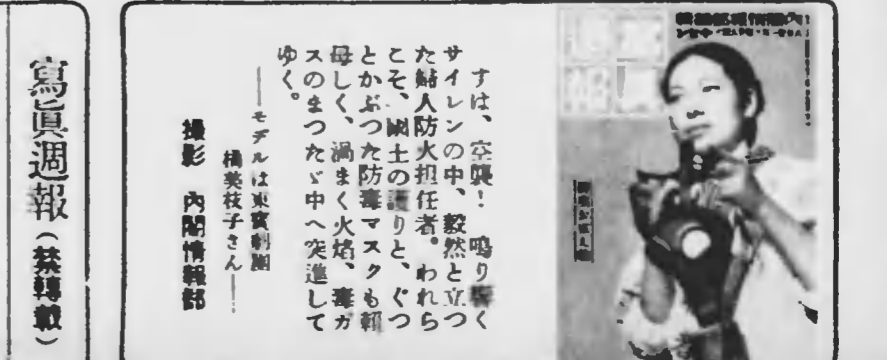 すは、空襲! 鳴り響く
サイレンの中、毅然と立つ
た婦人防火担任者。われら
こそ、國土の護りと、ぐつ
とかぶつた防毒マスクも頼
母しく、渦まく火焰、毒ガ
スのまつたゞ中へ突進して
ゆく。
――モデルは東寳劇團
橘美枝子さん――
撮影 內閣情報部
寫眞週報(禁轉載)